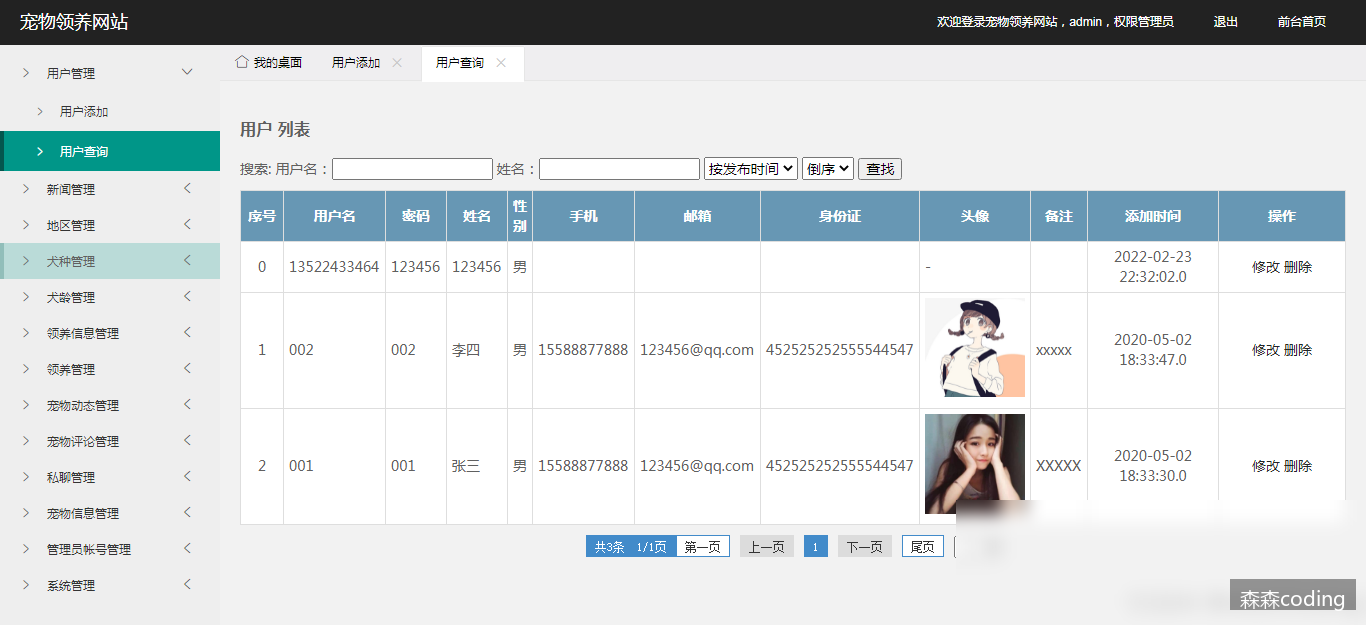 宠物领养网站
欢迎登录宠物领养网站，admin，权限管理员 退出 前台首页
用户管理
用户添加
用户查询
新闻管理
地区管理
犬种管理
犬龄管理
领养信息管理
领养管理
宠物动态管理
宠物评论管理
私聊管理
宠物信息管理
管理员帐号管理
系统管理
我的桌面 用户添加 用户查询
用户 列表
搜索: 用户名： 姓名： 按发布时间 倒序 查找
序号 用户名 密码 姓名 性别 手机 邮箱 身份证 头像 备注 添加时间 操作
0 13522433464 123456 123456 男 - 2022-02-23 22:32:02.0 修改 删除
1 002 002 李四 男 15588877888 123456@qq.com 452525252555544547 xxxxx 2020-05-02 18:33:47.0 修改 删除
2 001 001 张三 男 15588877888 123456@qq.com 452525252555544547 XXXXX 2020-05-02 18:33:30.0 修改 删除
共3条 1/1页 第一页 上一页 1 下一页 尾页
森森coding